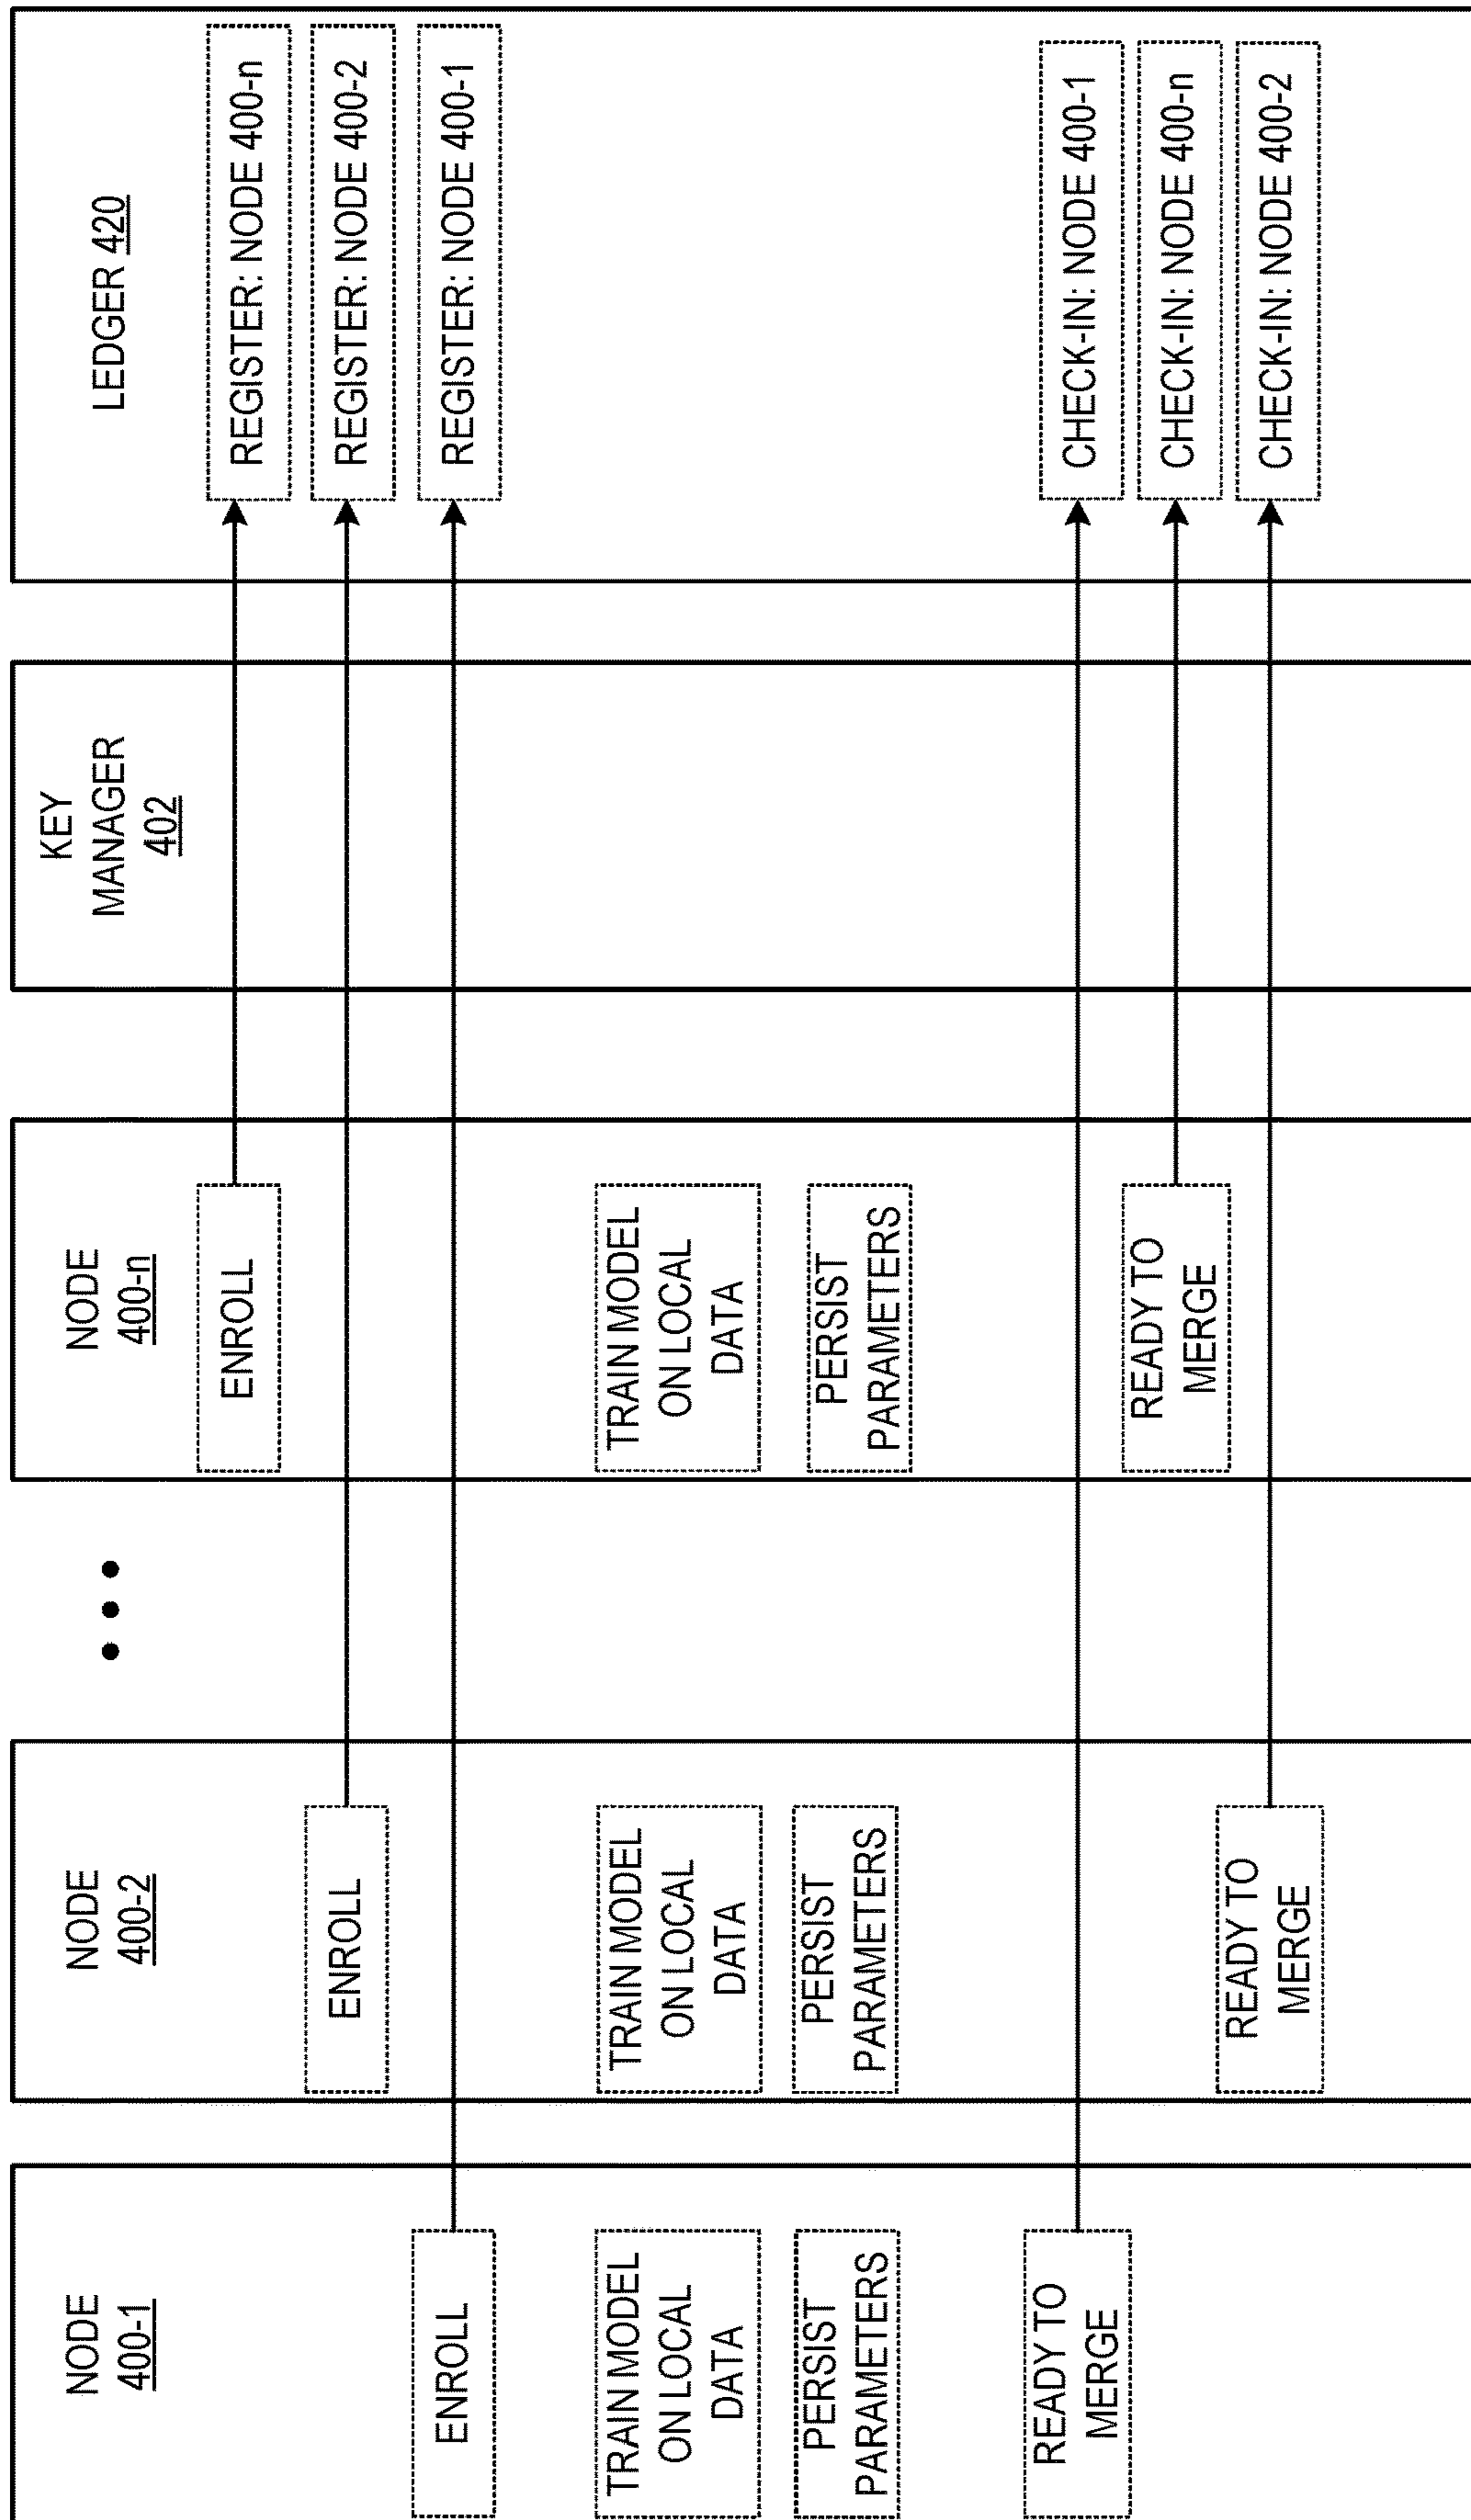 NODE
400-1
ENROLL
TRAIN MODEL
ON LOCAL
DATA
PERSIST
PARAMETERS
READY TO
MERGE
NODE
400-2
ENROLL
TRAIN MODEL
ON LOCAL
DATA
PERSIST
PARAMETERS
READY TO
MERGE
NODE
400-n
ENROLL
TRAIN MODEL
ON LOCAL
DATA
PERSIST
PARAMETERS
READY TO
MERGE
KEY
MANAGER
402
LEDGER 420
REGISTER: NODE 400-n
REGISTER: NODE 400-2
REGISTER: NODE 400-1
CHECK-IN: NODE 400-1
CHECK-IN: NODE 400-n
CHECK-IN: NODE 400-2